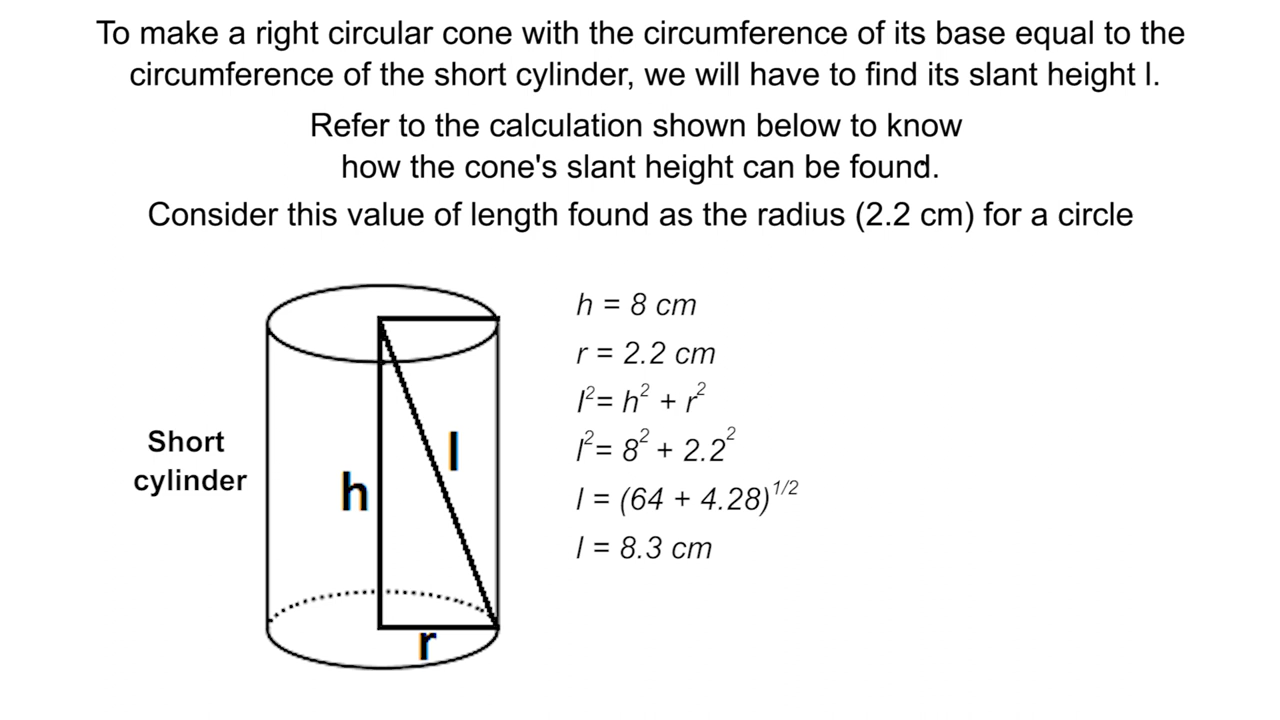 To make a right circular cone with the circumference of its base equal to the
circumference of the short cylinder, we will have to find its slant height l.
Refer to the calculation shown below to know
how the cone's slant height can be found.
Consider this value of length found as the radius (2.2 cm) for a circle
h = 8 cm
r = 2.2 cm
l² = h² + r²
l² = 8² + 2.2²
l = (64 + 4.28)^1/2
l = 8.3 cm
Short
cylinder
h
l
r